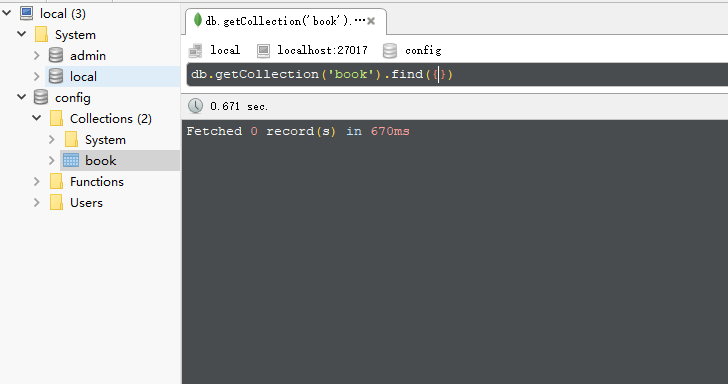 local (3)
System
admin
local
config
Collections (2)
System
book
Functions
Users
db.getCollection('book').···
local localhost:27017 config
db.getCollection('book').find({})
0.671 sec.
Fetched 0 record(s) in 670ms